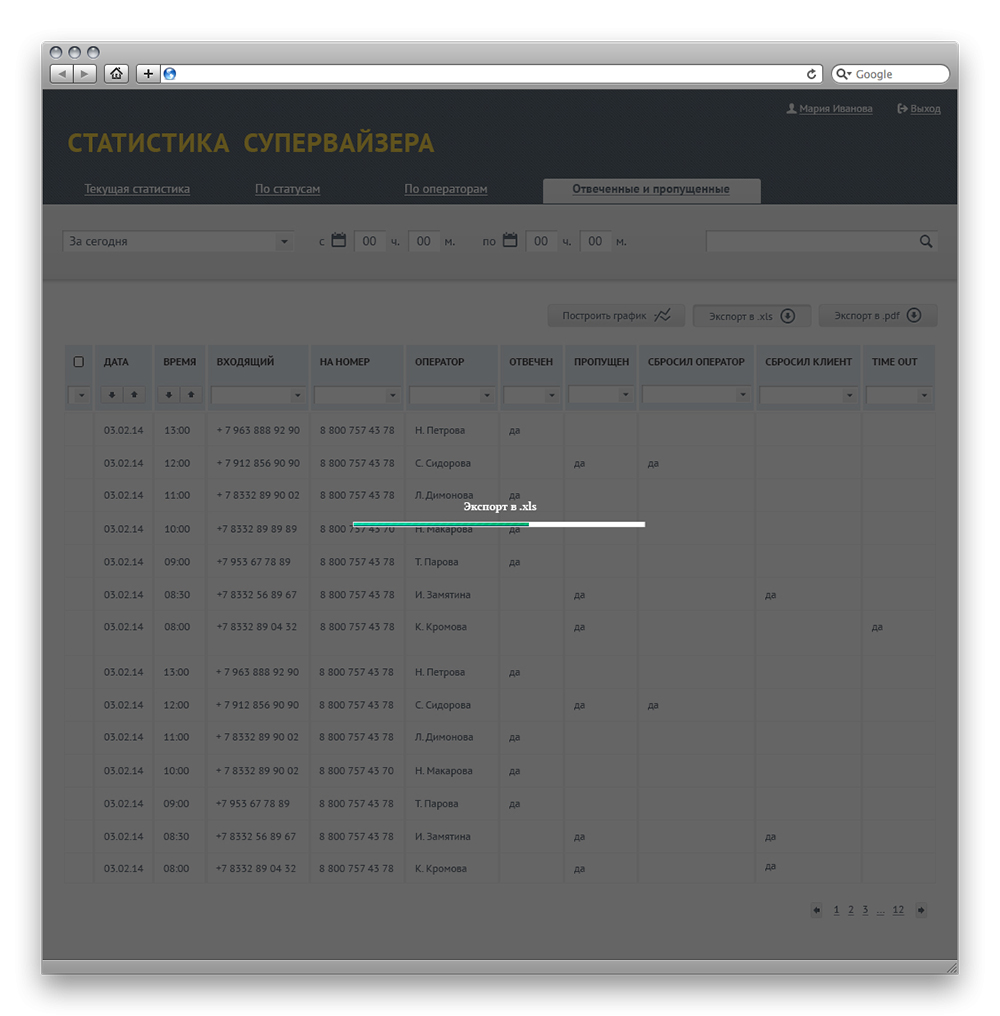 Google
Мария Иванова Выход
СТАТИСТИКА СУПЕРВАЙЗЕРА
Текущая статистика По статусам По операторам Отвеченные и пропущенные
За сегодня с 00 ч. 00 м. по 00 ч. 00 м.
Построить график Экспорт в .xls Экспорт в .pdf
ДАТА ВРЕМЯ ВХОДЯЩИЙ НА НОМЕР ОПЕРАТОР ОТВЕЧЕН ПРОПУЩЕН СБРОСИЛ ОПЕРАТОР СБРОСИЛ КЛИЕНТ TIME OUT
03.02.14 13:00 + 7 963 888 92 90 8 800 757 43 78 Н. Петрова да
03.02.14 12:00 + 7 912 856 90 90 8 800 757 43 78 С. Сидорова да да
03.02.14 11:00 + 7 8332 89 90 02 8 800 757 43 78 Л. Димонова да
Экспорт в .xls
03.02.14 10:00 +7 8332 89 89 89 8 800 757 43 70 Н. Макарова да
03.02.14 09:00 +7 953 67 78 89 8 800 757 43 78 Т. Парова да
03.02.14 08:30 +7 8332 56 89 67 8 800 757 43 78 И. Замятина да да
03.02.14 08:00 +7 8332 89 04 32 8 800 757 43 78 К. Кромова да да
03.02.14 13:00 + 7 963 888 92 90 8 800 757 43 78 Н. Петрова да
03.02.14 12:00 + 7 912 856 90 90 8 800 757 43 78 С. Сидорова да да
03.02.14 11:00 + 7 8332 89 90 02 8 800 757 43 78 Л. Димонова да
03.02.14 10:00 + 7 8332 89 90 02 8 800 757 43 70 Н. Макарова да
03.02.14 09:00 +7 953 67 78 89 8 800 757 43 78 Т. Парова да
03.02.14 08:30 +7 8332 56 89 67 8 800 757 43 78 И. Замятина да да
03.02.14 08:00 +7 8332 89 04 32 8 800 757 43 78 К. Кромова да да
1 2 3 ... 12